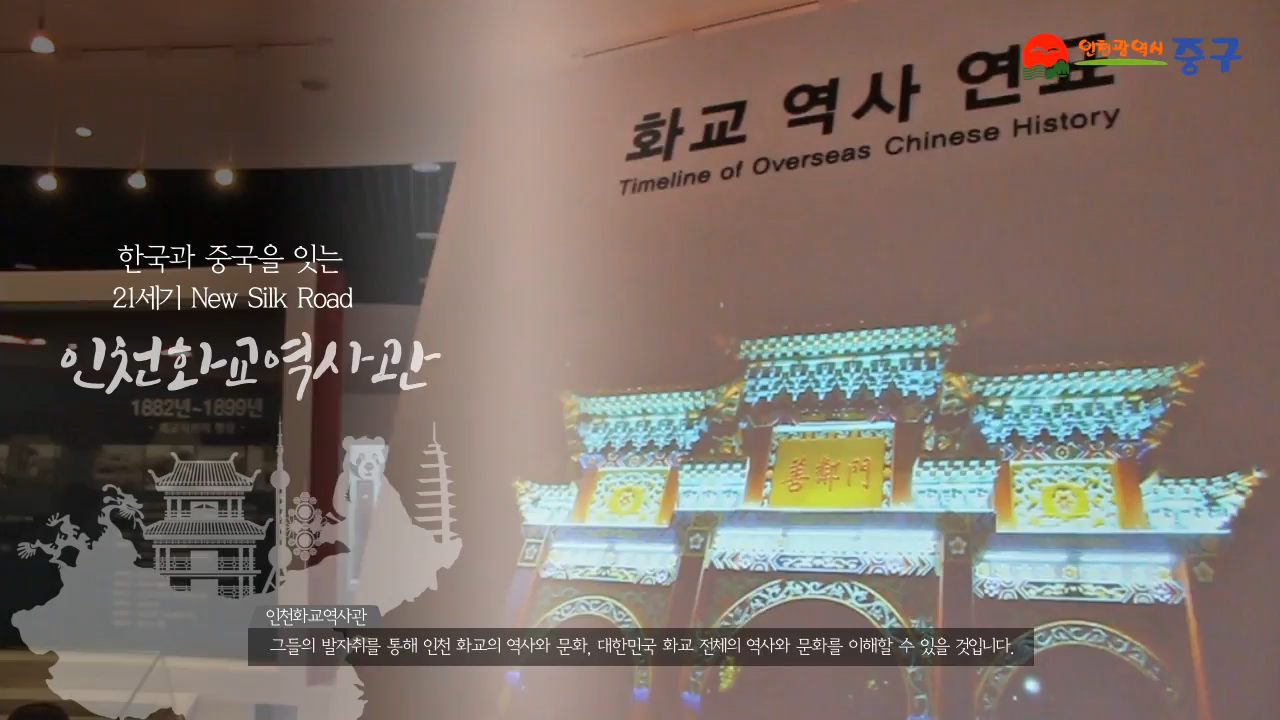 인천광역시 중구
화교 역사 연표
Timeline of Overseas Chinese History
한국과 중국을 잇는
21세기 New Silk Road
인천화교역사관
1882년~1899년
善鄰門
인천화교역사관
그들의 발자취를 통해 인천 화교의 역사와 문화, 대한민국 화교 전체의 역사와 문화를 이해할 수 있을 것입니다.